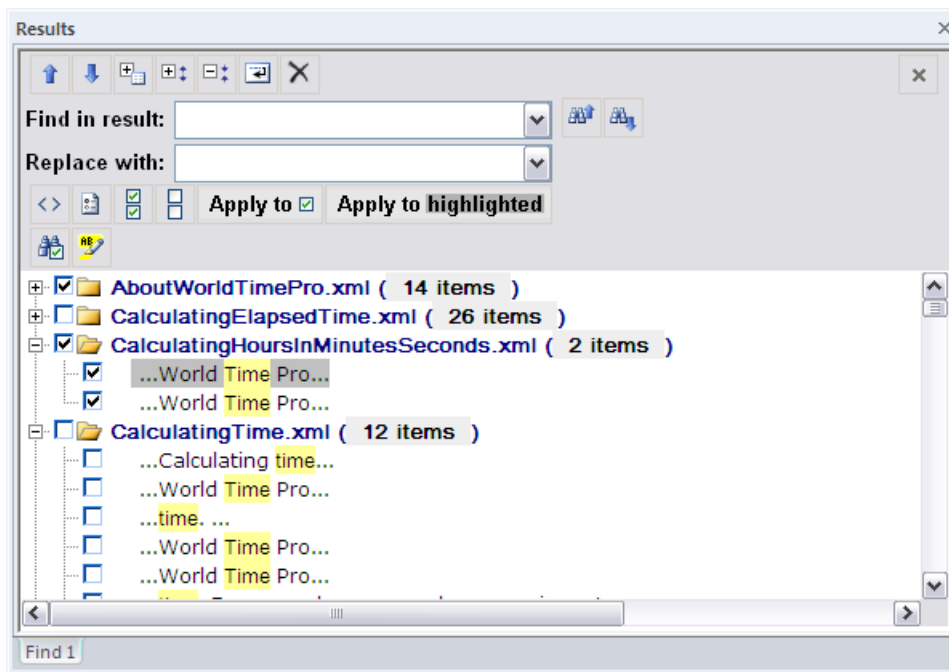 Results
Find in result:
Replace with:
Apply to Apply to highlighted
AB
AboutWorldTimePro.xml ( 14 items )
CalculatingElapsedTime.xml ( 26 items )
CalculatingHoursInMinutesSeconds.xml ( 2 items )
...World Time Pro...
...World Time Pro...
CalculatingTime.xml ( 12 items )
...Calculating time...
...World Time Pro...
...time. ...
...World Time Pro...
...World Time Pro...
Find 1